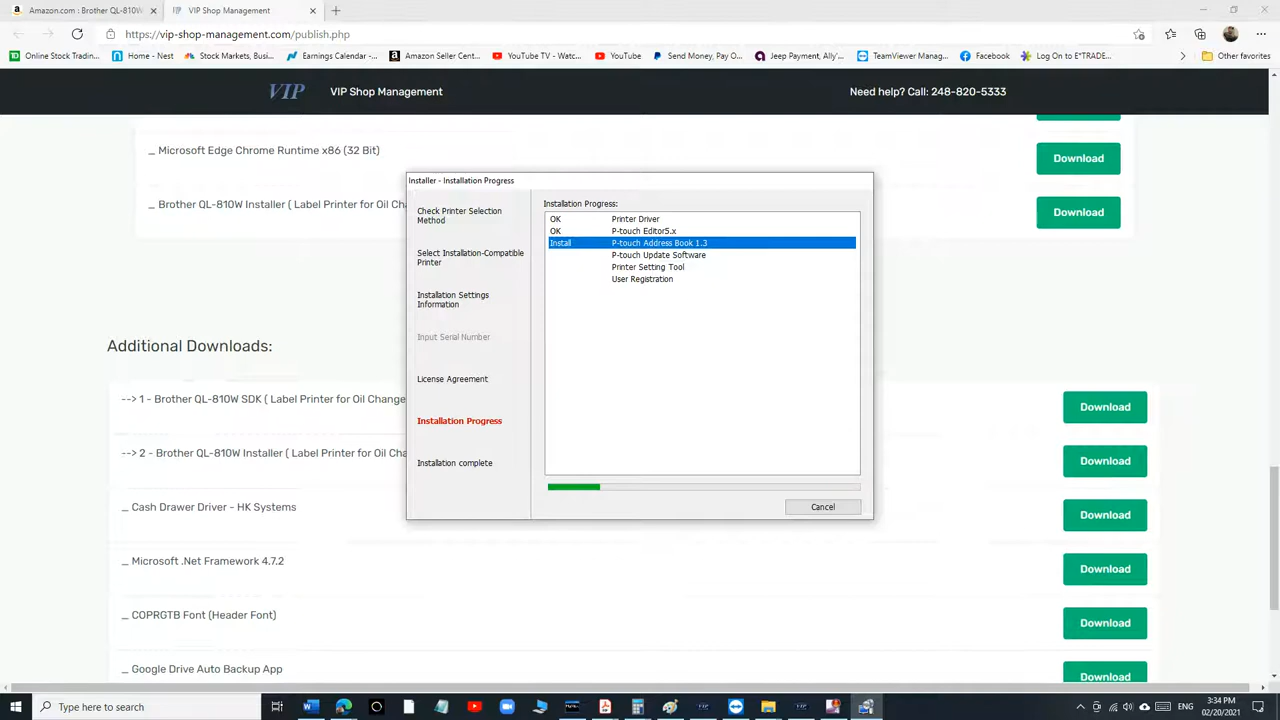 Amazon.com : Brother QL-810W
VIP Shop Management
https://vip-shop-management.com/publish.php
Online Stock Trading...
Home - Nest
Stock Markets, Busi...
Earnings Calendar -...
Amazon Seller Cent...
YouTube TV - Watc...
YouTube
Send Money, Pay O...
Jeep Payment, Ally'...
TeamViewer Manag...
Facebook
Log On to E*TRADE...
Other favorites
VIP
VIP Shop Management
Need help? Call: 248-820-5333
_ Microsoft Edge Chrome Runtime x86 (32 Bit)
Download
_ Brother QL-810W Installer ( Label Printer for Oil Cha
Download
Installer - Installation Progress
Check Printer Selection
Method
Select Installation-Compatible
Printer
Installation Settings
Information
Input Serial Number
License Agreement
Installation Progress
Installation complete
Installation Progress:
OK Printer Driver
OK P-touch Editor5.x
Install P-touch Address Book 1.3
P-touch Update Software
Printer Setting Tool
User Registration
Cancel
Additional Downloads:
--> 1 - Brother QL-810W SDK ( Label Printer for Oil Change
Download
--> 2 - Brother QL-810W Installer ( Label Printer for Oil Cha
Download
_ Cash Drawer Driver - HK Systems
Download
_ Microsoft .Net Framework 4.7.2
Download
_ COPRGTB Font (Header Font)
Download
_ Google Drive Auto Backup App
Download
Type here to search
ENG
3:34 PM
02/20/2021